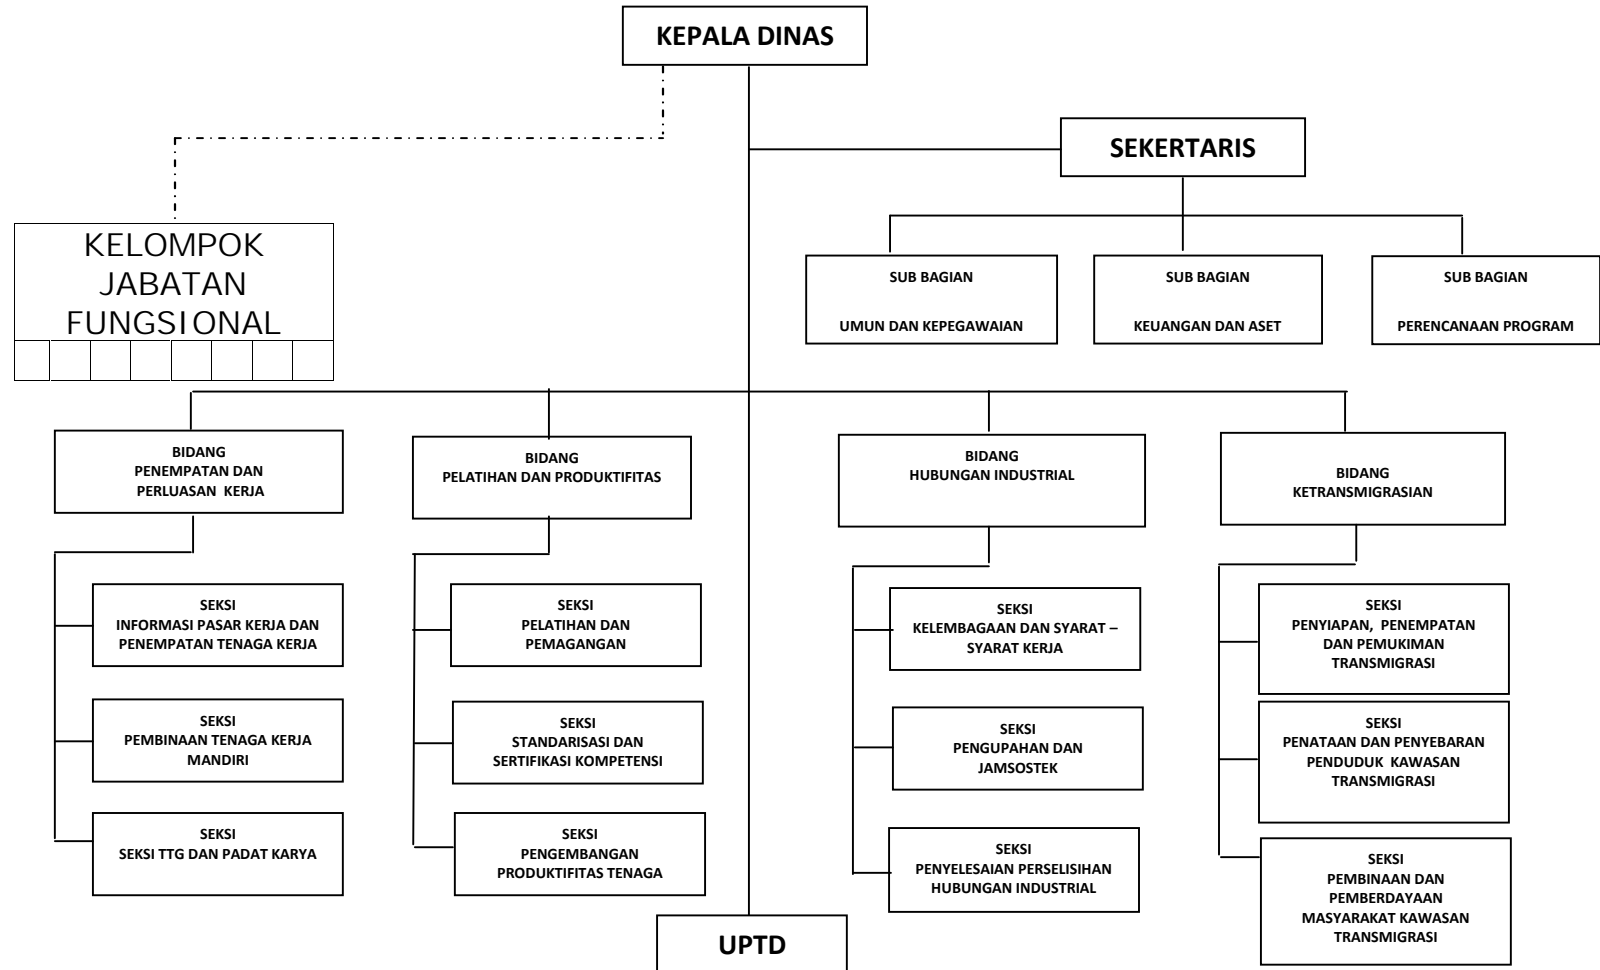 KEPALA DINAS
SEKERTARIS
KELOMPOK
JABATAN
FUNGSIONAL
SUB BAGIAN
UMUN DAN KEPEGAWAIAN
SUB BAGIAN
KEUANGAN DAN ASET
SUB BAGIAN
PERENCANAAN PROGRAM
BIDANG
PENEMPATAN DAN
PERLUASAN KERJA
BIDANG
PELATIHAN DAN PRODUKTIFITAS
BIDANG
HUBUNGAN INDUSTRIAL
BIDANG
KETRANSMIGRASIAN
SEKSI
INFORMASI PASAR KERJA DAN
PENEMPATAN TENAGA KERJA
SEKSI
PEMBINAAN TENAGA KERJA
MANDIRI
SEKSI
SEKSI TTG DAN PADAT KARYA
SEKSI
PELATIHAN DAN
PEMAGANGAN
SEKSI
STANDARISASI DAN
SERTIFIKASI KOMPETENSI
SEKSI
PENGEMBANGAN
PRODUKTIFITAS TENAGA
SEKSI
KELEMBAGAAN DAN SYARAT –
SYARAT KERJA
SEKSI
PENGUPAHAN DAN
JAMSOSTEK
SEKSI
PENYELESAIAN PERSELISIHAN
HUBUNGAN INDUSTRIAL
SEKSI
PENYIAPAN, PENEMPATAN
DAN PEMUKIMAN
TRANSMIGRASI
SEKSI
PENATAAN DAN PENYEBARAN
PENDUDUK KAWASAN
TRANSMIGRASI
SEKSI
PEMBINAAN DAN
PEMBERDAYAAN
MASYARAKAT KAWASAN
TRANSMIGRASI
UPTD